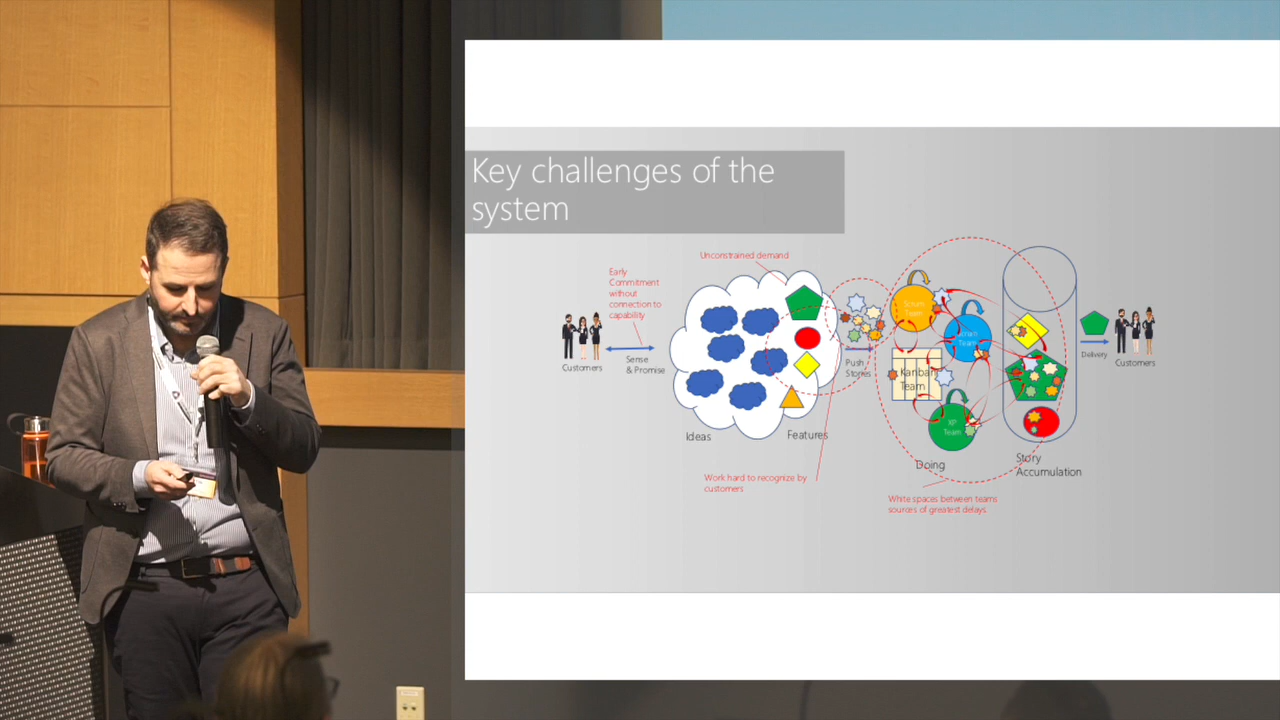 Key challenges of the
system
Unconstrained demand
Early
Commitment
without
connection to
capability
Customers
Sense
& Promise
Ideas
Features
Push
Stories
Scrum
Team
Team
Kanban
Team
XP
Team
Doing
Story
Accumulation
Delivery
Customers
Work hard to recognize by
customers
White spaces between teams
sources of greatest delays.